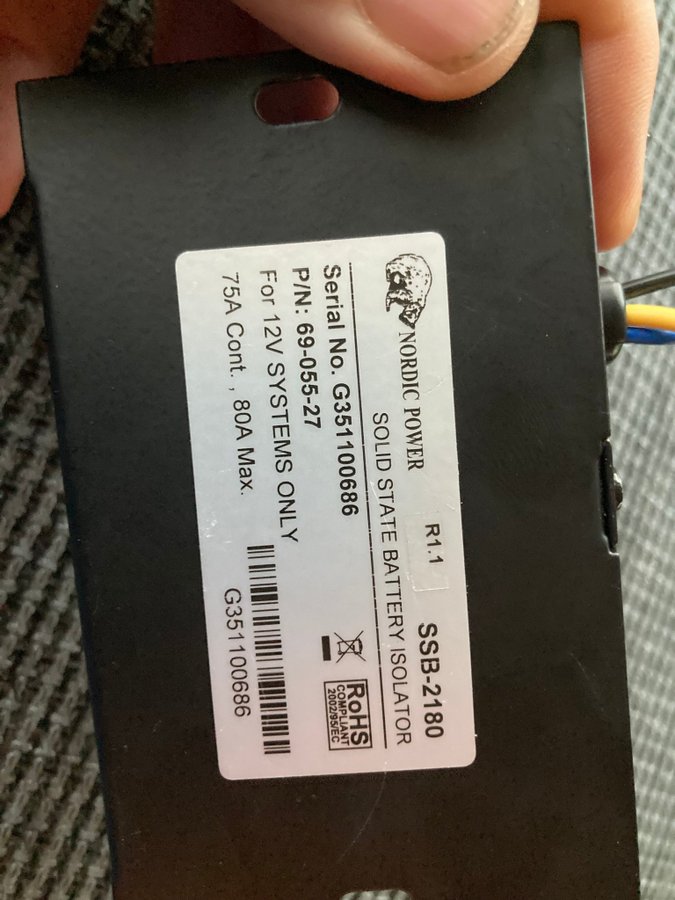 NORDIC POWER R1.1 SSB-2180
SOLID STATE BATTERY ISOLATOR
Serial No. G351100686
P/N: 69-055-27
For 12V SYSTEMS ONLY
75A Cont. , 80A Max.
RoHS
COMPLIANT
2002/95/EC
G351100686